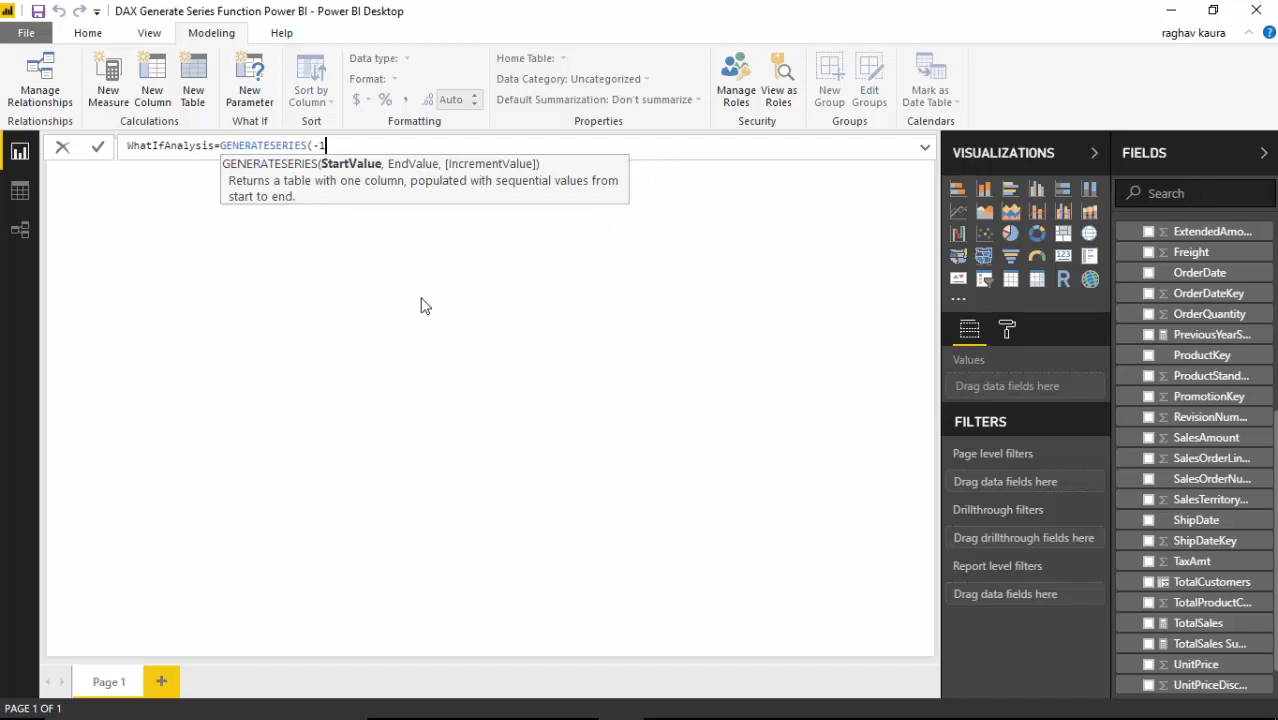 DAX Generate Series Function Power BI - Power BI Desktop
File
Home
View
Modeling
Help
raghav kaura
Manage
Relationships
Relationships
New
Measure
New
Column
New
Table
Calculations
New
Parameter
What If
Sort by
Column
Sort
Data type:
Format:
$ % , .00 Auto
Formatting
Home Table:
Data Category: Uncategorized
Default Summarization: Don't summarize
Properties
Manage
Roles
View as
Roles
Security
New
Group
Edit
Groups
Groups
Mark as
Date Table
Calendars
WhatIfAnalysis=GENERATESERIES(-1
GENERATESERIES(StartValue, EndValue, [IncrementValue])
Returns a table with one column, populated with sequential values from
start to end.
VISUALIZATIONS
123
R
Values
Drag data fields here
FILTERS
Page level filters
Drag data fields here
Drillthrough filters
Drag drillthrough fields here
Report level filters
Drag data fields here
FIELDS
Search
ExtendedAmo...
Freight
OrderDate
OrderDateKey
OrderQuantity
PreviousYearS...
ProductKey
ProductStand...
PromotionKey
RevisionNum...
SalesAmount
SalesOrderLin...
SalesOrderNu...
SalesTerritory...
ShipDate
ShipDateKey
TaxAmt
TotalCustomers
TotalProductC...
TotalSales
TotalSales Su...
UnitPrice
UnitPriceDisc...
Page 1
PAGE 1 OF 1